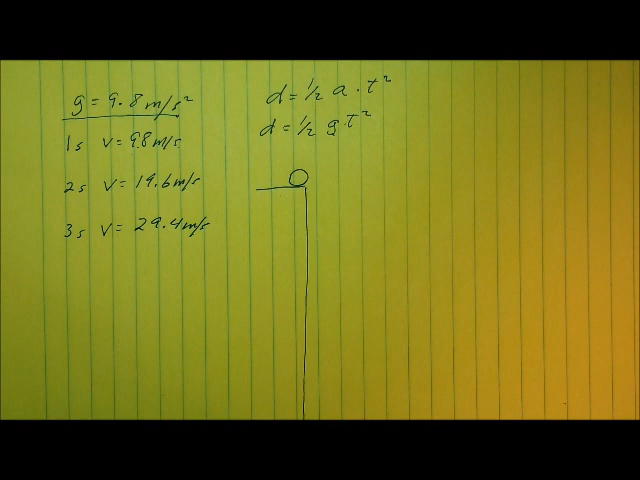 g = 9.8 m/s²
1s v = 9.8 m/s
2s v = 19.6 m/s
3s v = 29.4 m/s
d = 1/2 a · t²
d = 1/2 g · t²